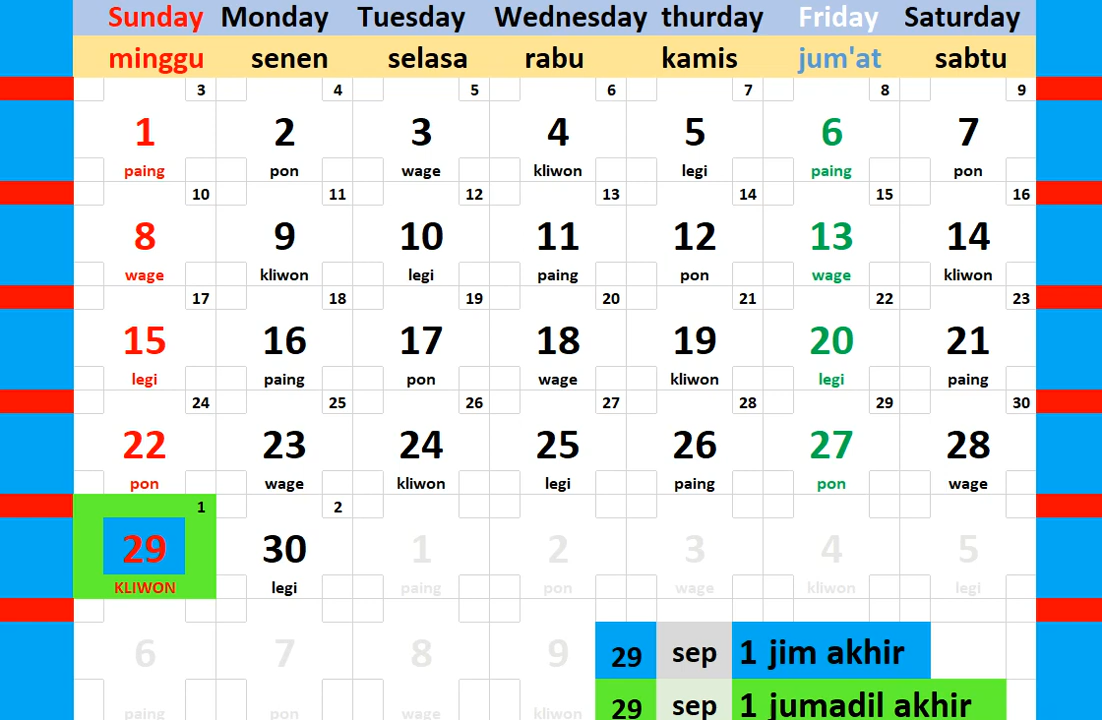 Sunday Monday Tuesday Wednesday thurday Friday Saturday
minggu senen selasa rabu kamis jum'at sabtu
3 4 5 6 7 8 9
1 2 3 4 5 6 7
paing pon wage kliwon legi paing pon
10 11 12 13 14 15 16
8 9 10 11 12 13 14
wage kliwon legi paing pon wage kliwon
17 18 19 20 21 22 23
15 16 17 18 19 20 21
legi paing pon wage kliwon legi paing
24 25 26 27 28 29 30
22 23 24 25 26 27 28
pon wage kliwon legi paing pon wage
1 2
29 30 1 2 3 4 5
KLIWON legi paing pon wage kliwon legi
6 7 8 9 29 sep 1 jim akhir
paing pon wage kliwon 29 sep 1 jumadil akhir